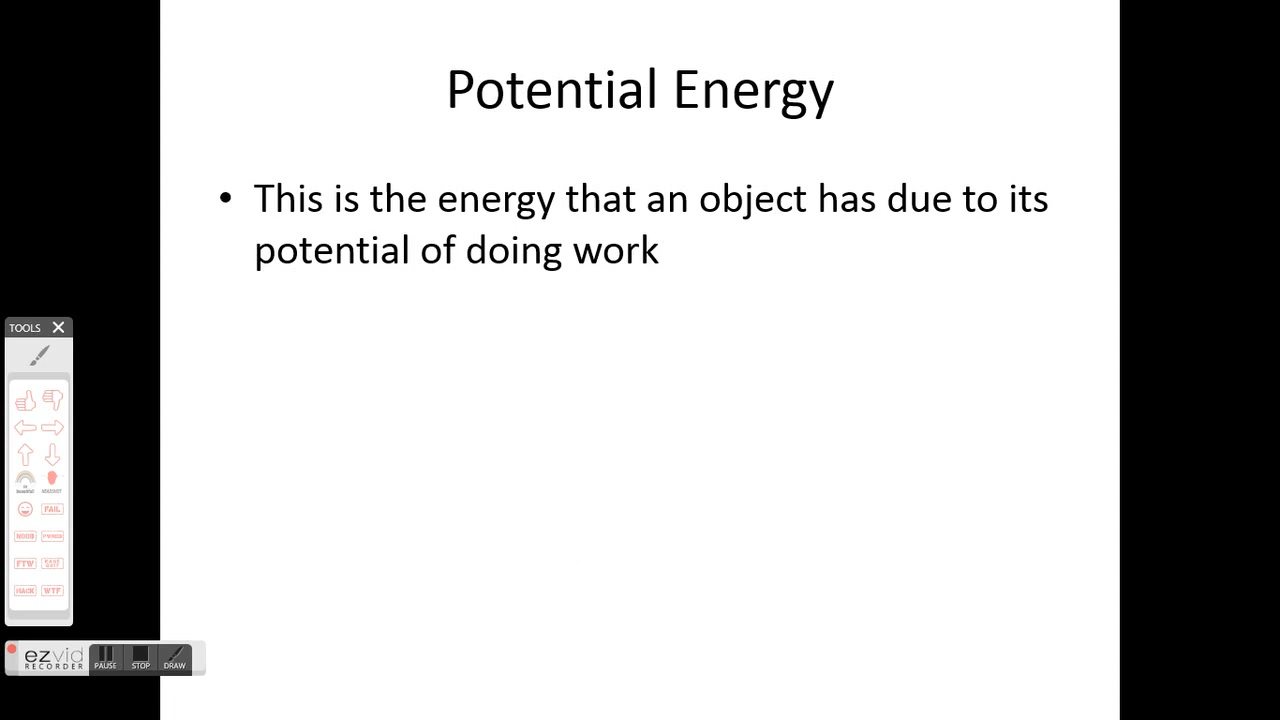 Potential Energy
• This is the energy that an object has due to its
potential of doing work
TOOLS
FAIL
NOOB
FTW
HACK WTF
ezvid
RECORDER
PAUSE STOP DRAW